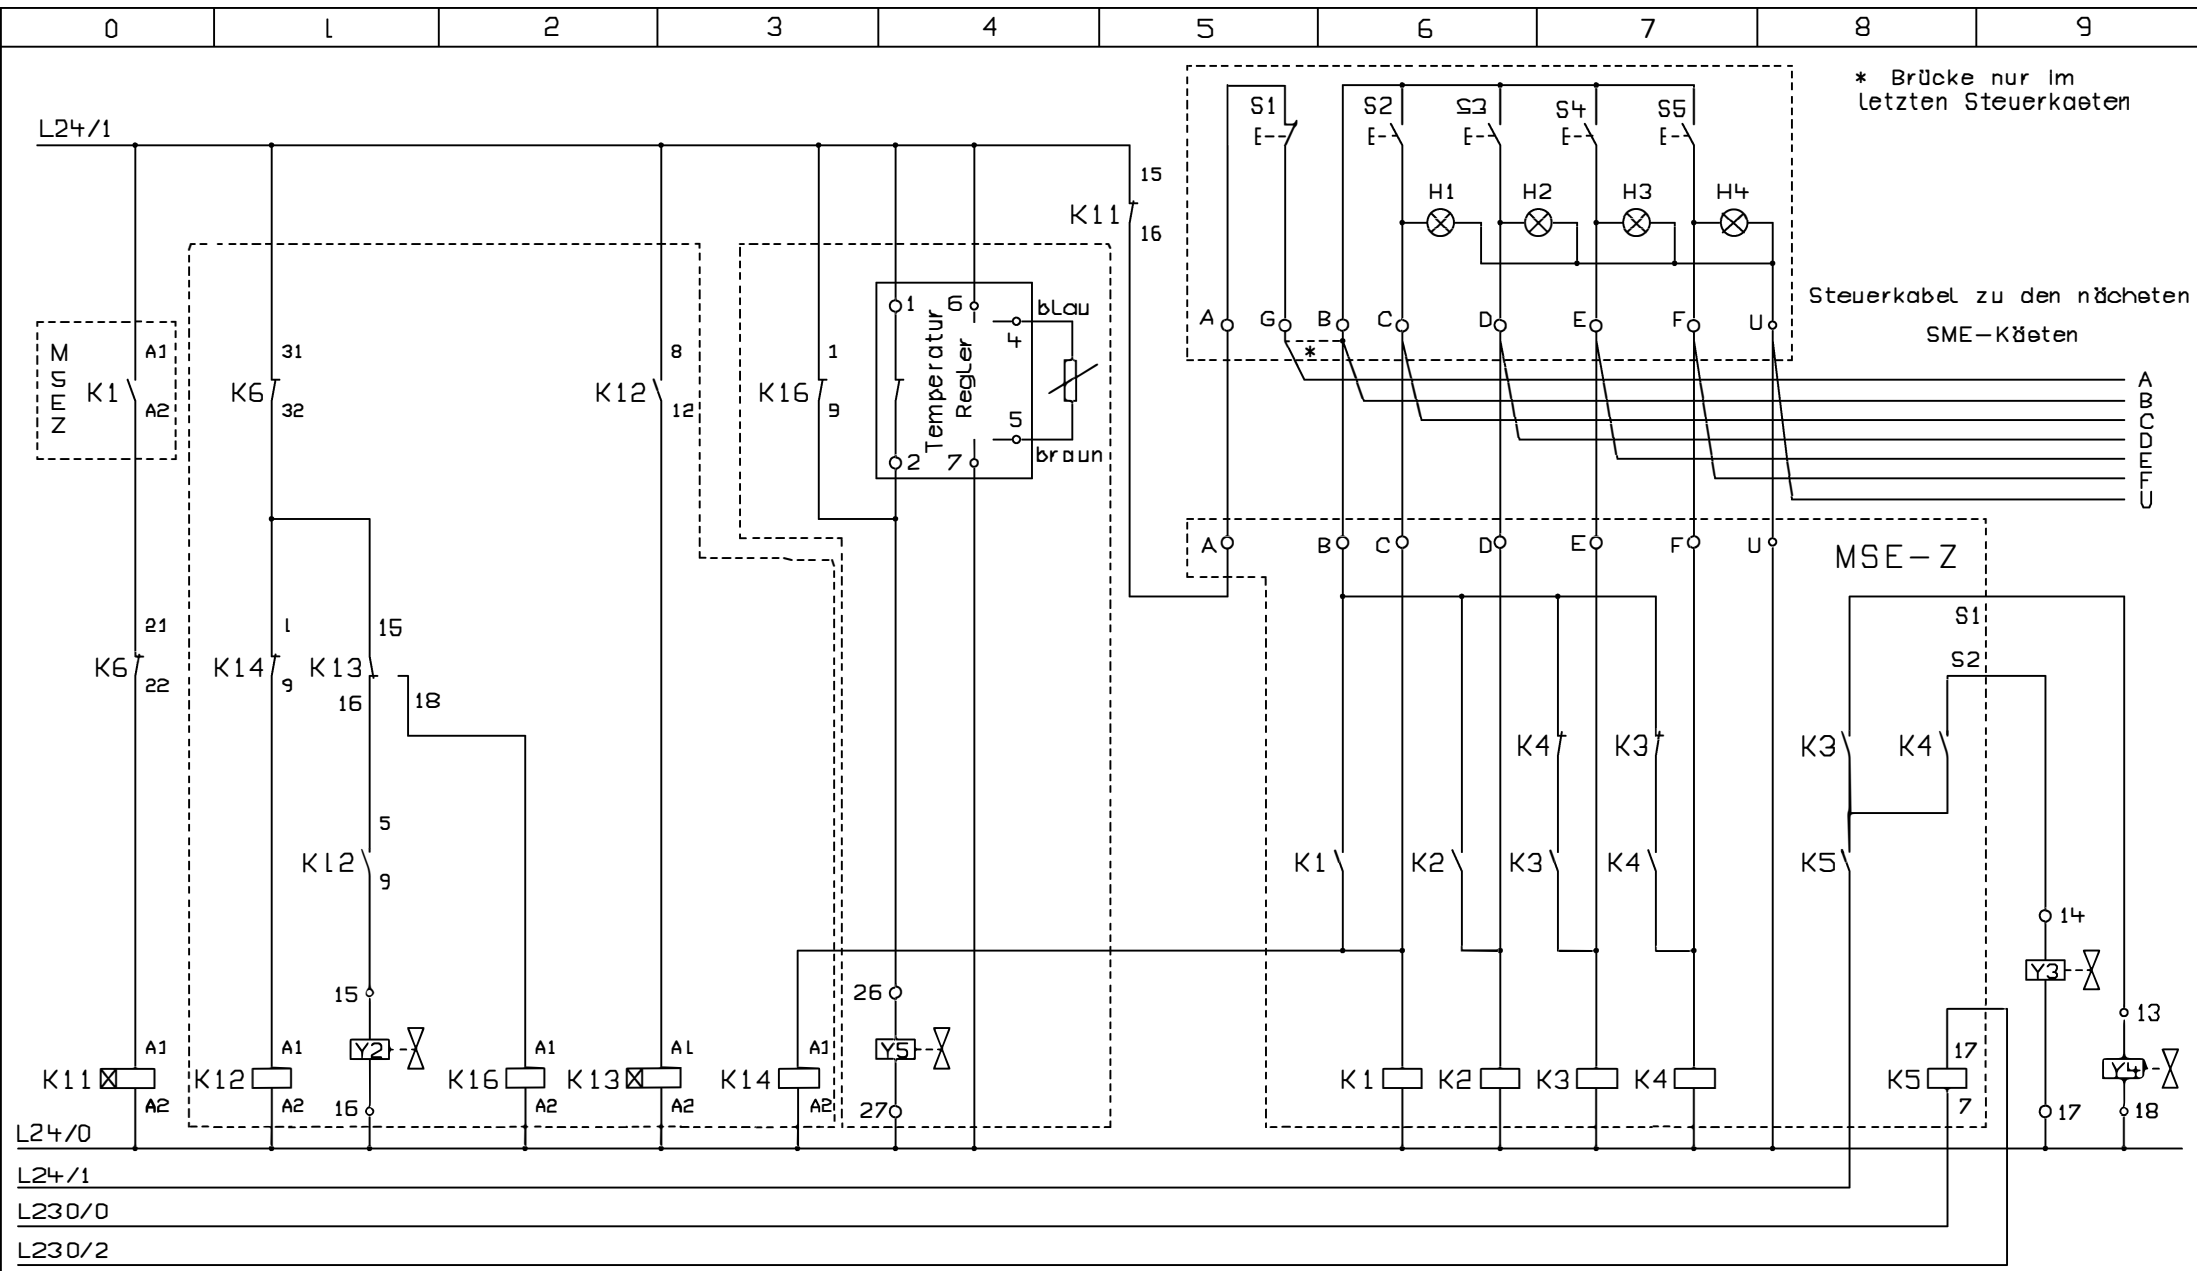 0 1 2 3 4 5 6 7 8 9
* Brücke nur im
letzten Steuerkasten
L24/1
S1 S2 S3 S4 S5
E E E E E
15
K11
16
H1 H2 H3 H4
Steuerkabel zu den nächsten
SME-Kästen
A G B C D E F U
*
1 6 blau
4
Temperatur
Regler
5
2 7 braun
MSEZ
K1 A1
A2
K6 31
32
K12 8
12
K16 1
9
A
B
C
D
E
F
U
A B C D E F U
MSE-Z
21
K6
22
1
K14
9
15
K13
16 18
S1
S2
K4 K3 K3 K4
5
K12
9
K1 K2 K3 K4 K5
14
Y3
17
13
Y4
18
15
Y2
16
26
Y5
27
A1
K11
A2
A1
K12
A2
A1
K16
A2
A1
K13
A2
A1
K14
A2
K1 K2 K3 K4
17
K5
7
L24/0
L24/1
L230/0
L230/2